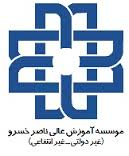 موسسه آموزش عالی ناصر خسرو
(غیر دولتی - غیر انتفاعی)